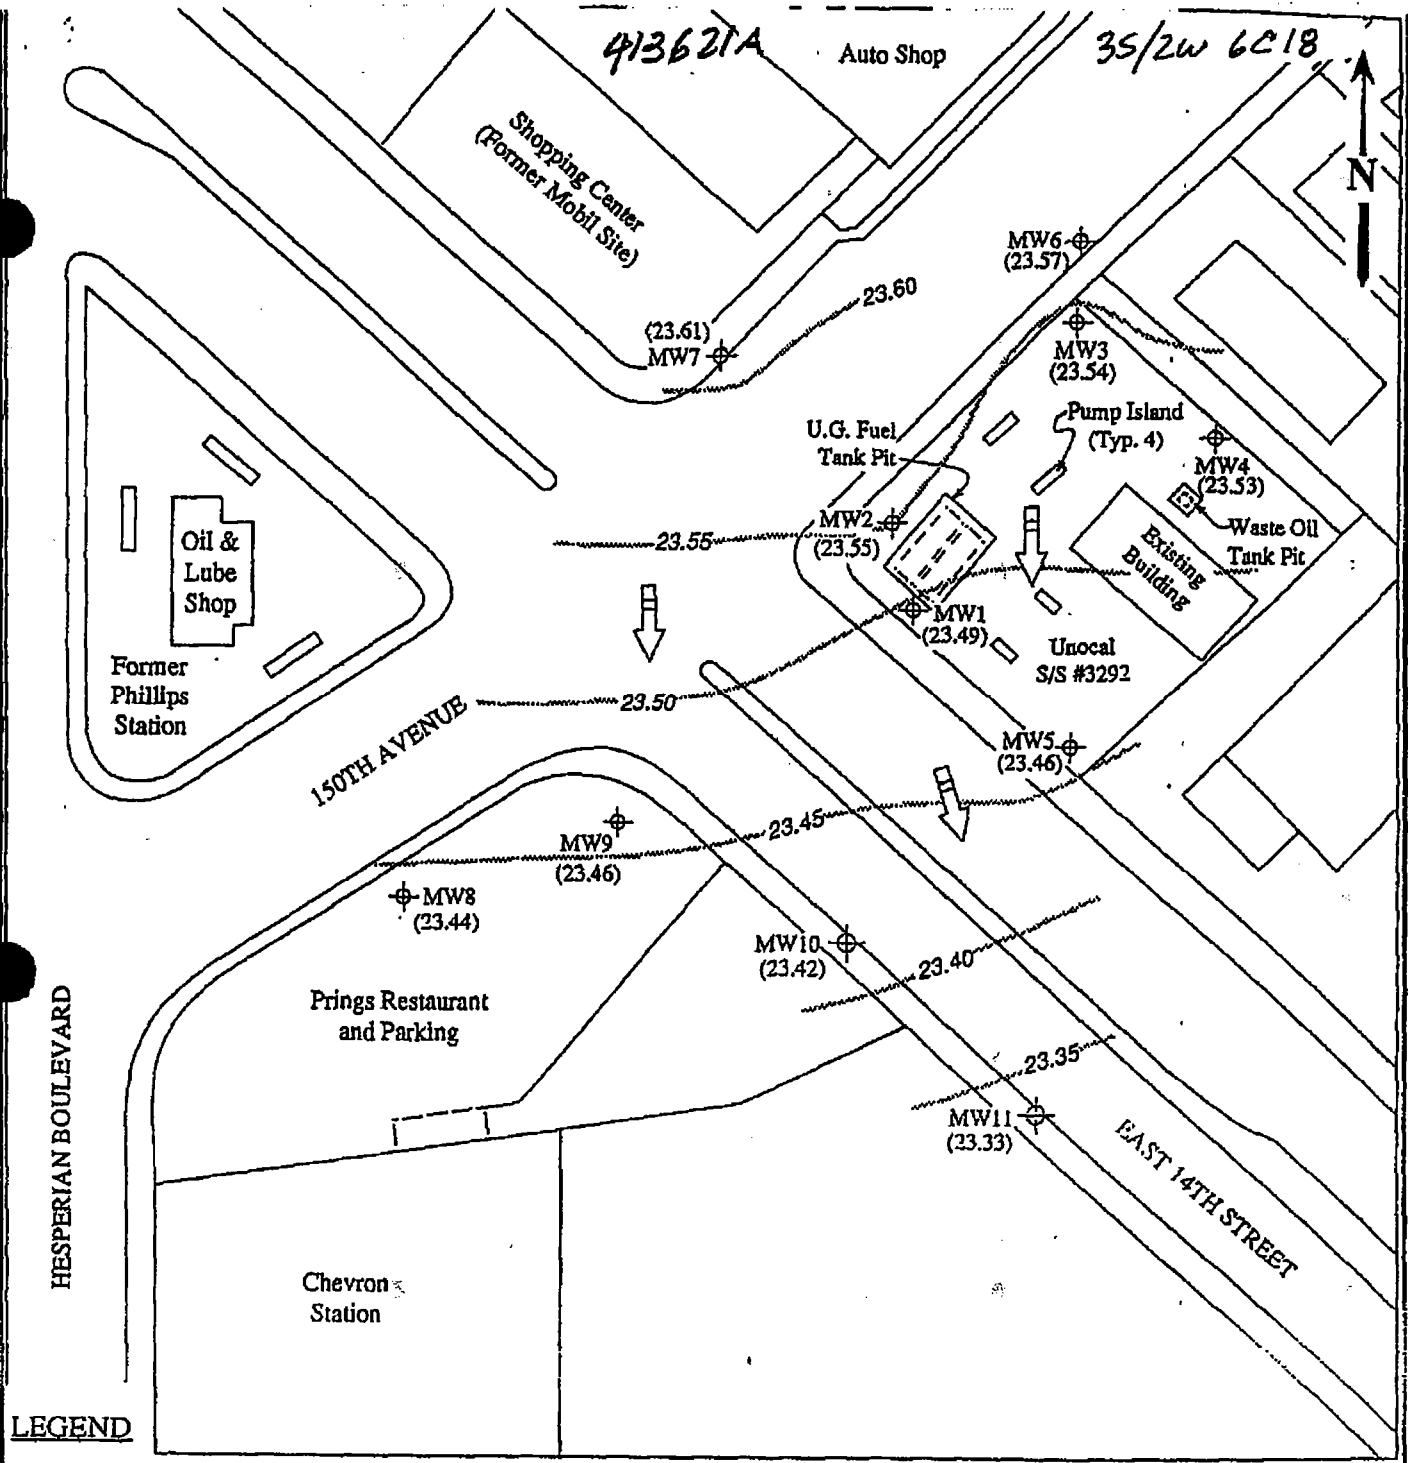 413621A
Auto Shop
3S/2W 6C18
N
Shopping Center
(Former Mobil Site)
MW6
(23.57)
23.60
(23.61)
MW7
MW3
(23.54)
Pump Island
(Typ. 4)
U.G. Fuel
Tank Pit
MW4
(23.53)
MW2
(23.55)
23.55
Waste Oil
Tank Pit
Existing
Building
Oil &
Lube
Shop
MW1
(23.49)
Unocal
S/S #3292
Former
Phillips
Station
23.50
150TH AVENUE
MW5
(23.46)
23.45
MW9
(23.46)
MW8
(23.44)
MW10
(23.42)
23.40
Prings Restaurant
and Parking
HESPERIAN BOULEVARD
23.35
MW11
(23.33)
EAST 14TH STREET
Chevron
Station
LEGEND